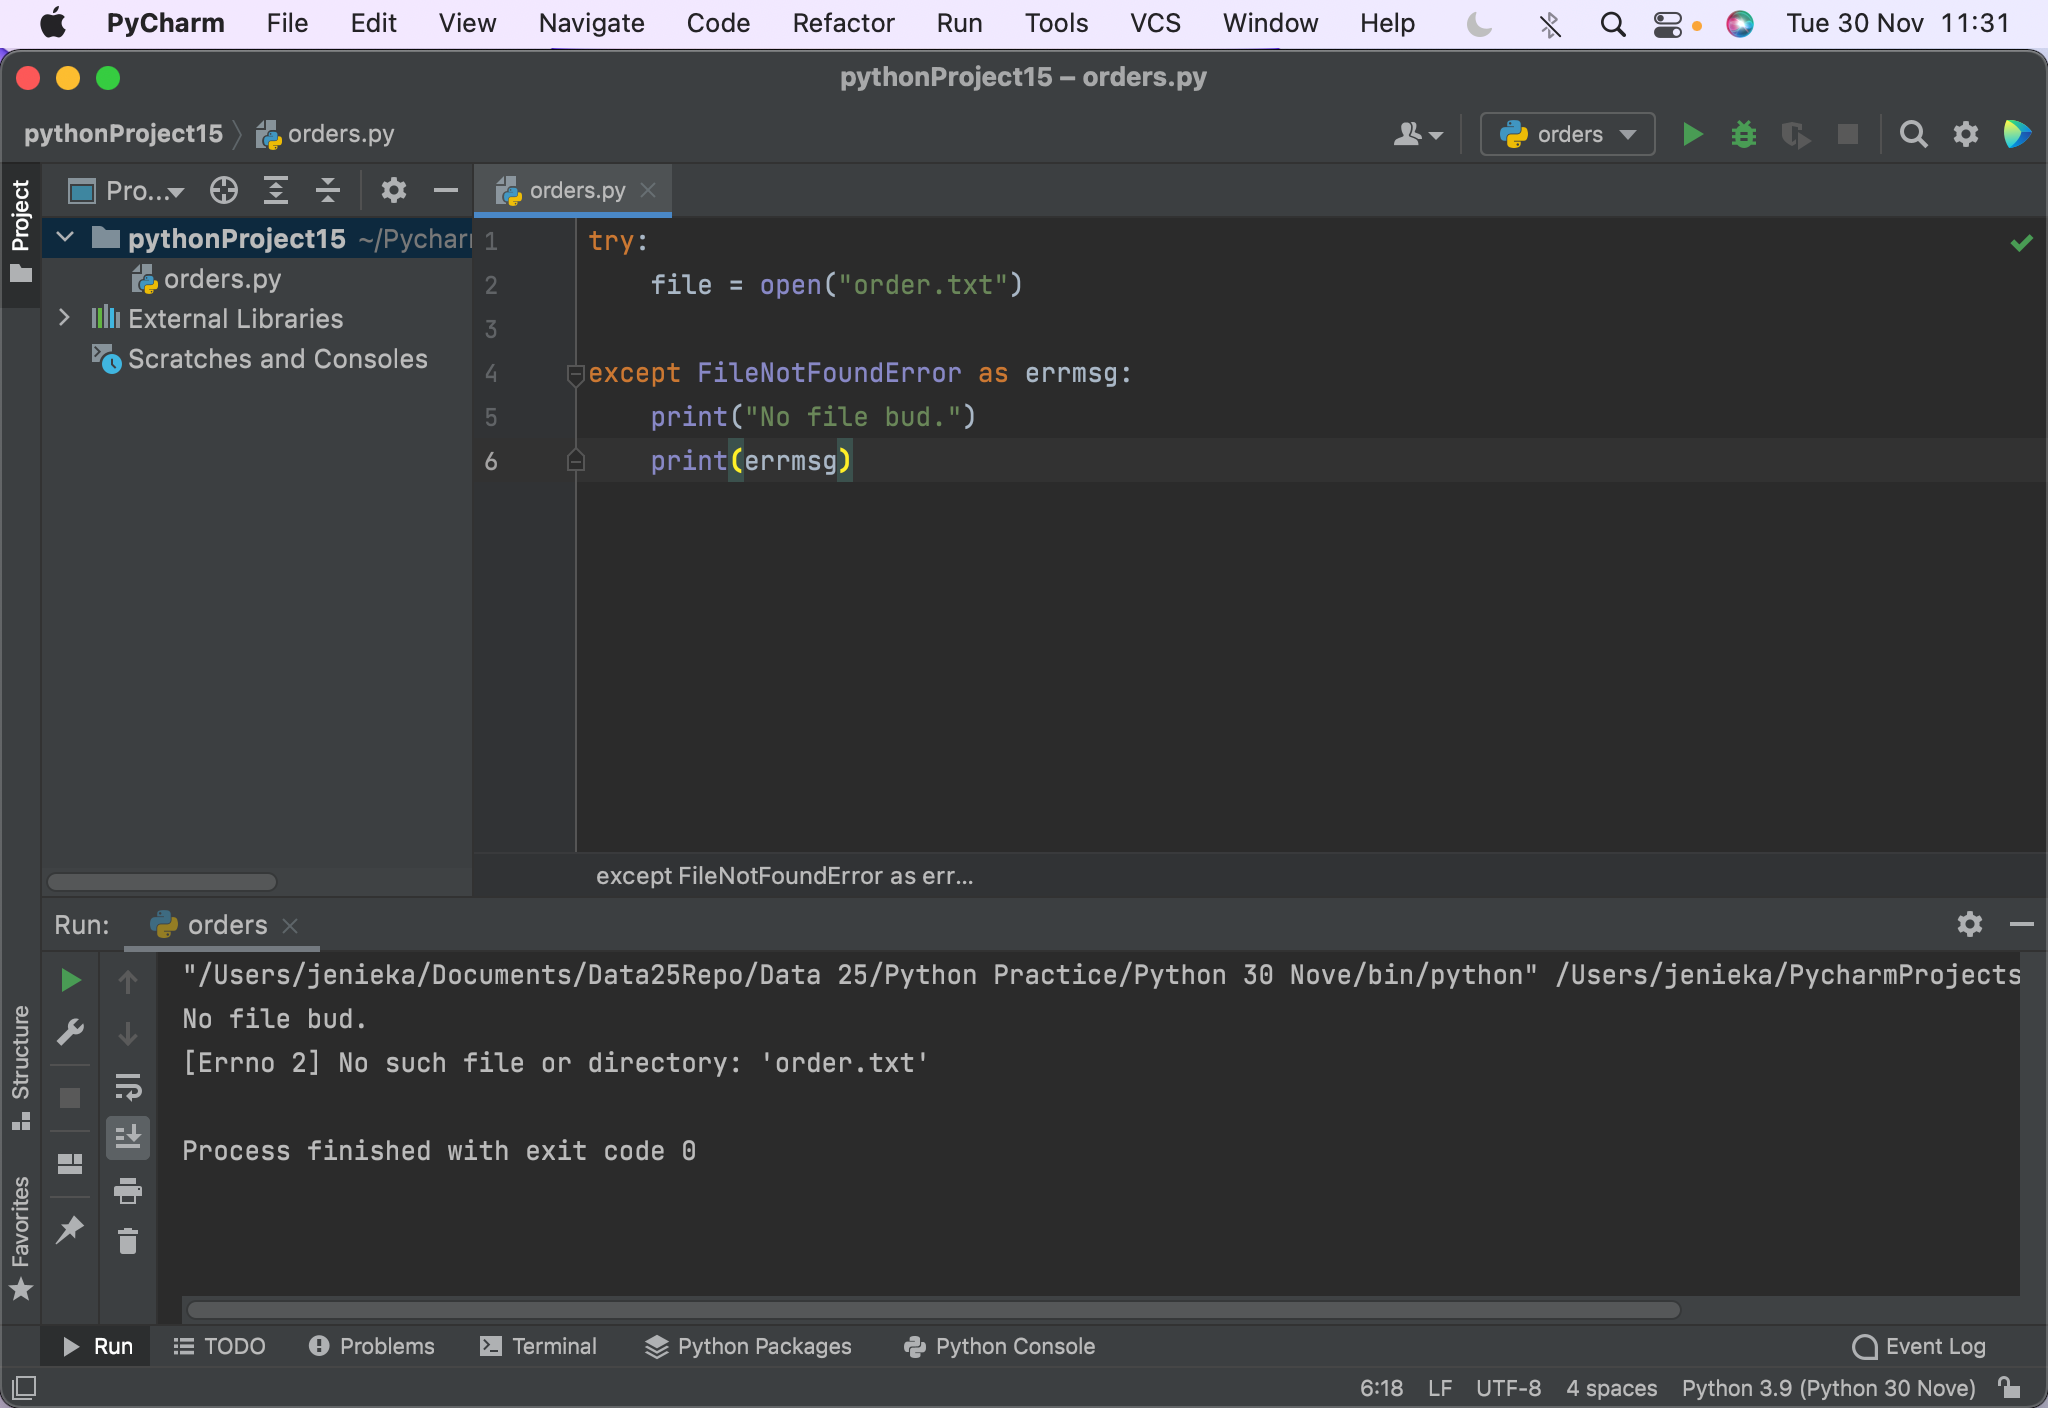 PyCharm File Edit View Navigate Code Refactor Run Tools VCS Window Help Tue 30 Nov 11:31
pythonProject15 – orders.py
pythonProject15 orders.py orders
Project
Pro... orders.py
pythonProject15 ~/Pychar
orders.py
External Libraries
Scratches and Consoles
1 try:
2 file = open("order.txt")
3
4 except FileNotFoundError as errmsg:
5 print("No file bud.")
6 print(errmsg)
except FileNotFoundError as err...
Run: orders
"/Users/jenieka/Documents/Data25Repo/Data 25/Python Practice/Python 30 Nove/bin/python" /Users/jenieka/PycharmProjects
No file bud.
[Errno 2] No such file or directory: 'order.txt'
Process finished with exit code 0
Structure
Favorites
Run TODO Problems Terminal Python Packages Python Console Event Log
6:18 LF UTF-8 4 spaces Python 3.9 (Python 30 Nove)